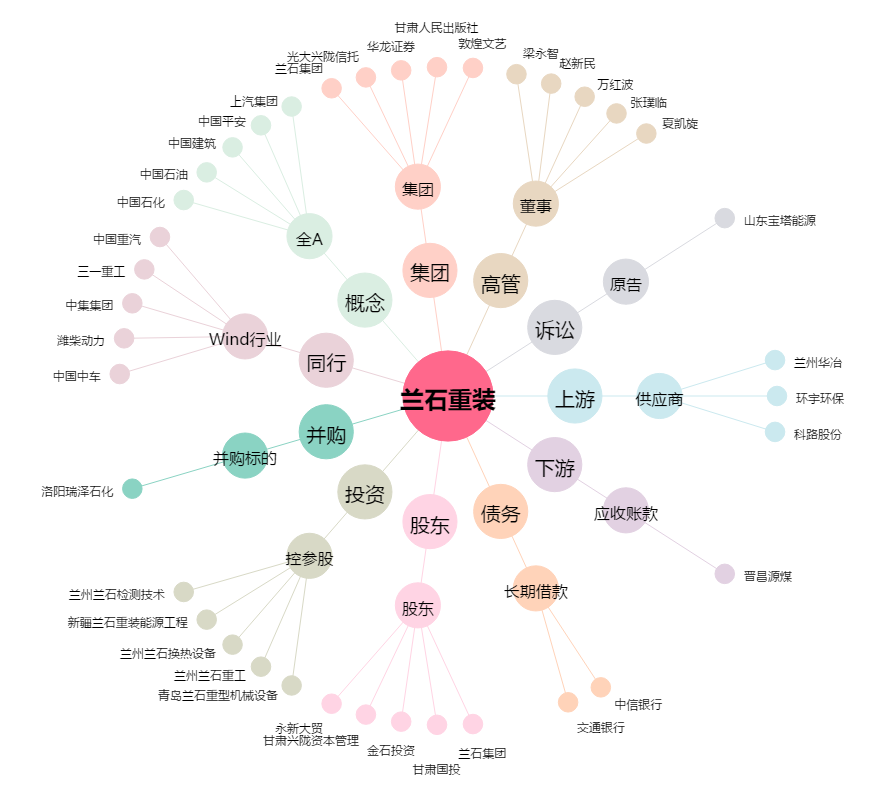 甘肃人民出版社
敦煌文艺
华龙证券
光大兴陇信托
兰石集团
梁永智
赵新民
万红波
张璞临
夏凯旋
上汽集团
中国平安
中国建筑
中国石油
中国石化
集团
董事
全A
集团
高管
概念
原告
山东宝塔能源
诉讼
中国重汽
三一重工
中集集团
潍柴动力
中国中车
Wind行业
同行
兰石重装
上游
供应商
兰州华冶
环宇环保
科路股份
并购
并购标的
洛阳瑞泽石化
下游
应收账款
晋昌源煤
投资
控参股
兰州兰石检测技术
新疆兰石重装能源工程
兰州兰石换热设备
兰州兰石重工
青岛兰石重型机械设备
股东
股东
永新大贸
甘肃兴陇资本管理
金石投资
甘肃国投
兰石集团
债务
长期借款
中信银行
交通银行